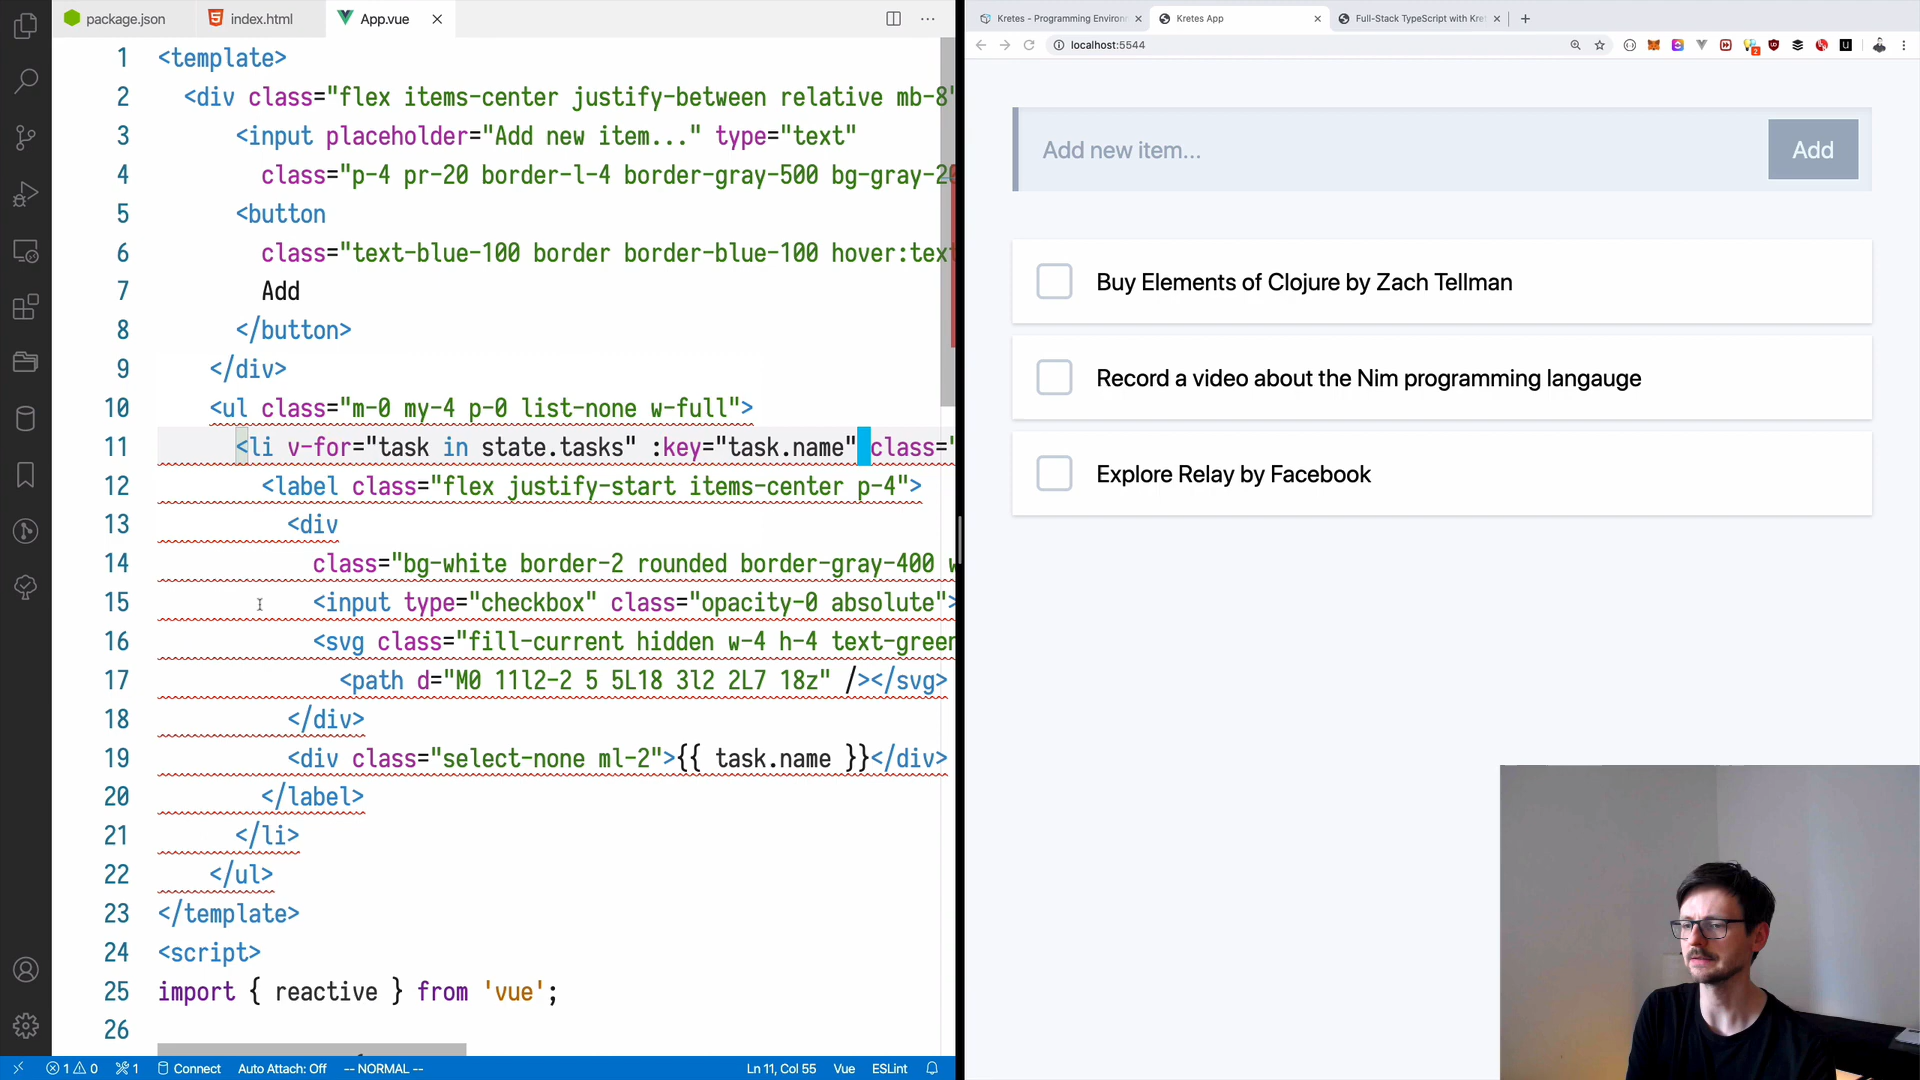 package.json
index.html
App.vue
1 <template>
2 <div class="flex items-center justify-between relative mb-8"
3 <input placeholder="Add new item..." type="text"
4 class="p-4 pr-20 border-l-4 border-gray-500 bg-gray-20
5 <button
6 class="text-blue-100 border border-blue-100 hover:tex
7 Add
8 </button>
9 </div>
10 <ul class="m-0 my-4 p-0 list-none w-full">
11 <li v-for="task in state.tasks" :key="task.name" class="
12 <label class="flex justify-start items-center p-4">
13 <div
14 class="bg-white border-2 rounded border-gray-400 w
15 <input type="checkbox" class="opacity-0 absolute">
16 <svg class="fill-current hidden w-4 h-4 text-green
17 <path d="M0 11l2-2 5 5L18 3l2 2L7 18z" /></svg>
18 </div>
19 <div class="select-none ml-2">{{ task.name }}</div>
20 </label>
21 </li>
22 </ul>
23 </template>
24 <script>
25 import { reactive } from 'vue';
26
1 0 1 Connect Auto Attach: Off -- NORMAL -- Ln 11, Col 55 Vue ESLint
Kretes - Programming Environ
Kretes App
Full-Stack TypeScript with Kre
localhost:5544
2
Add new item...
Add
Buy Elements of Clojure by Zach Tellman
Record a video about the Nim programming langauge
Explore Relay by Facebook